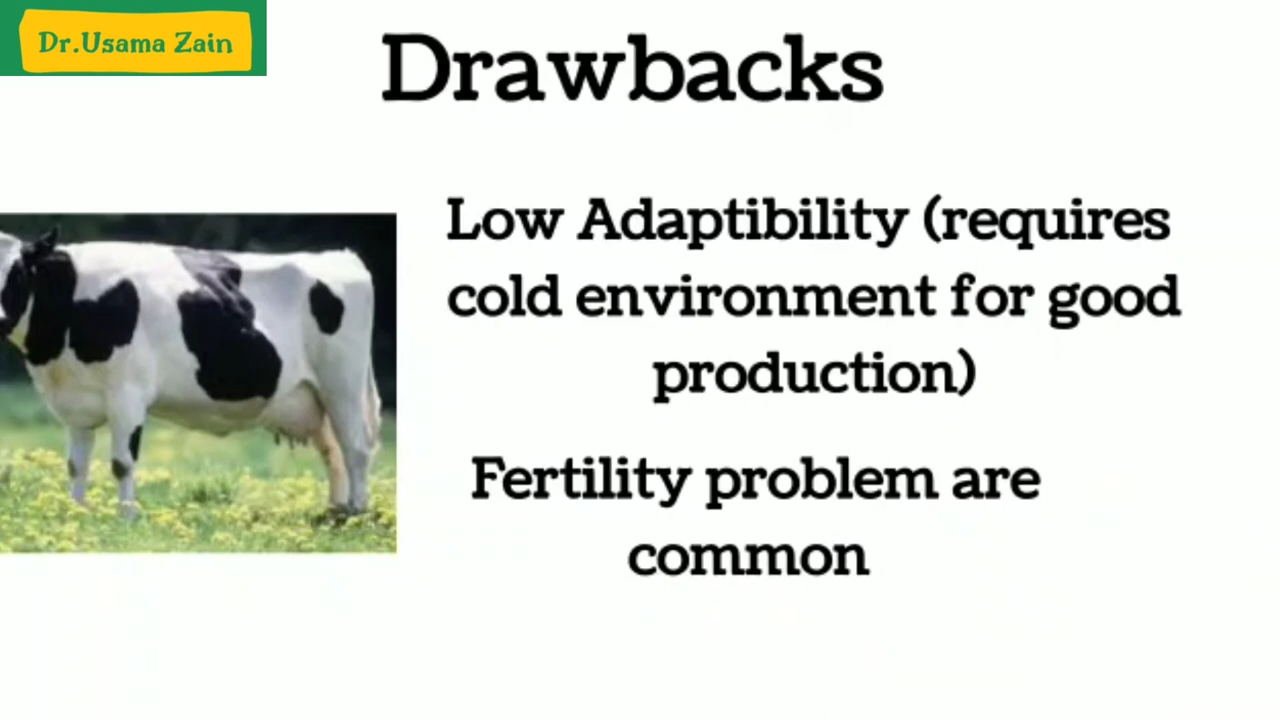 Dr.Usama Zain
Drawbacks
Low Adaptibility (requires
cold environment for good
production)
Fertility problem are
common